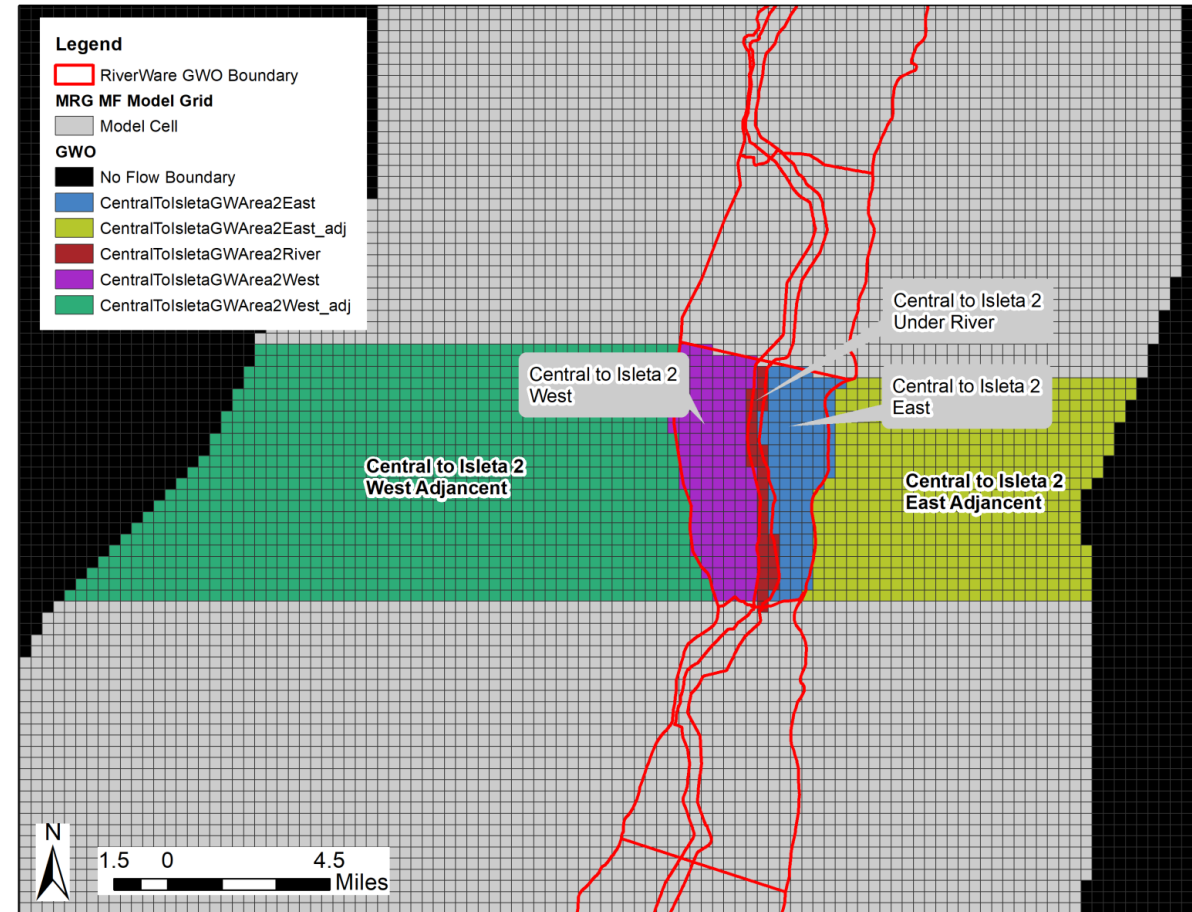 Legend
RiverWare GWO Boundary
MRG MF Model Grid
Model Cell
GWO
No Flow Boundary
CentralToIsletaGWArea2East
CentralToIsletaGWArea2East_adj
CentralToIsletaGWArea2River
CentralToIsletaGWArea2West
CentralToIsletaGWArea2West_adj
Central to Isleta 2
Under River
Central to Isleta 2
West
Central to Isleta 2
East
Central to Isleta 2
West Adjancent
Central to Isleta 2
East Adjancent
N
1.5 0 4.5
Miles